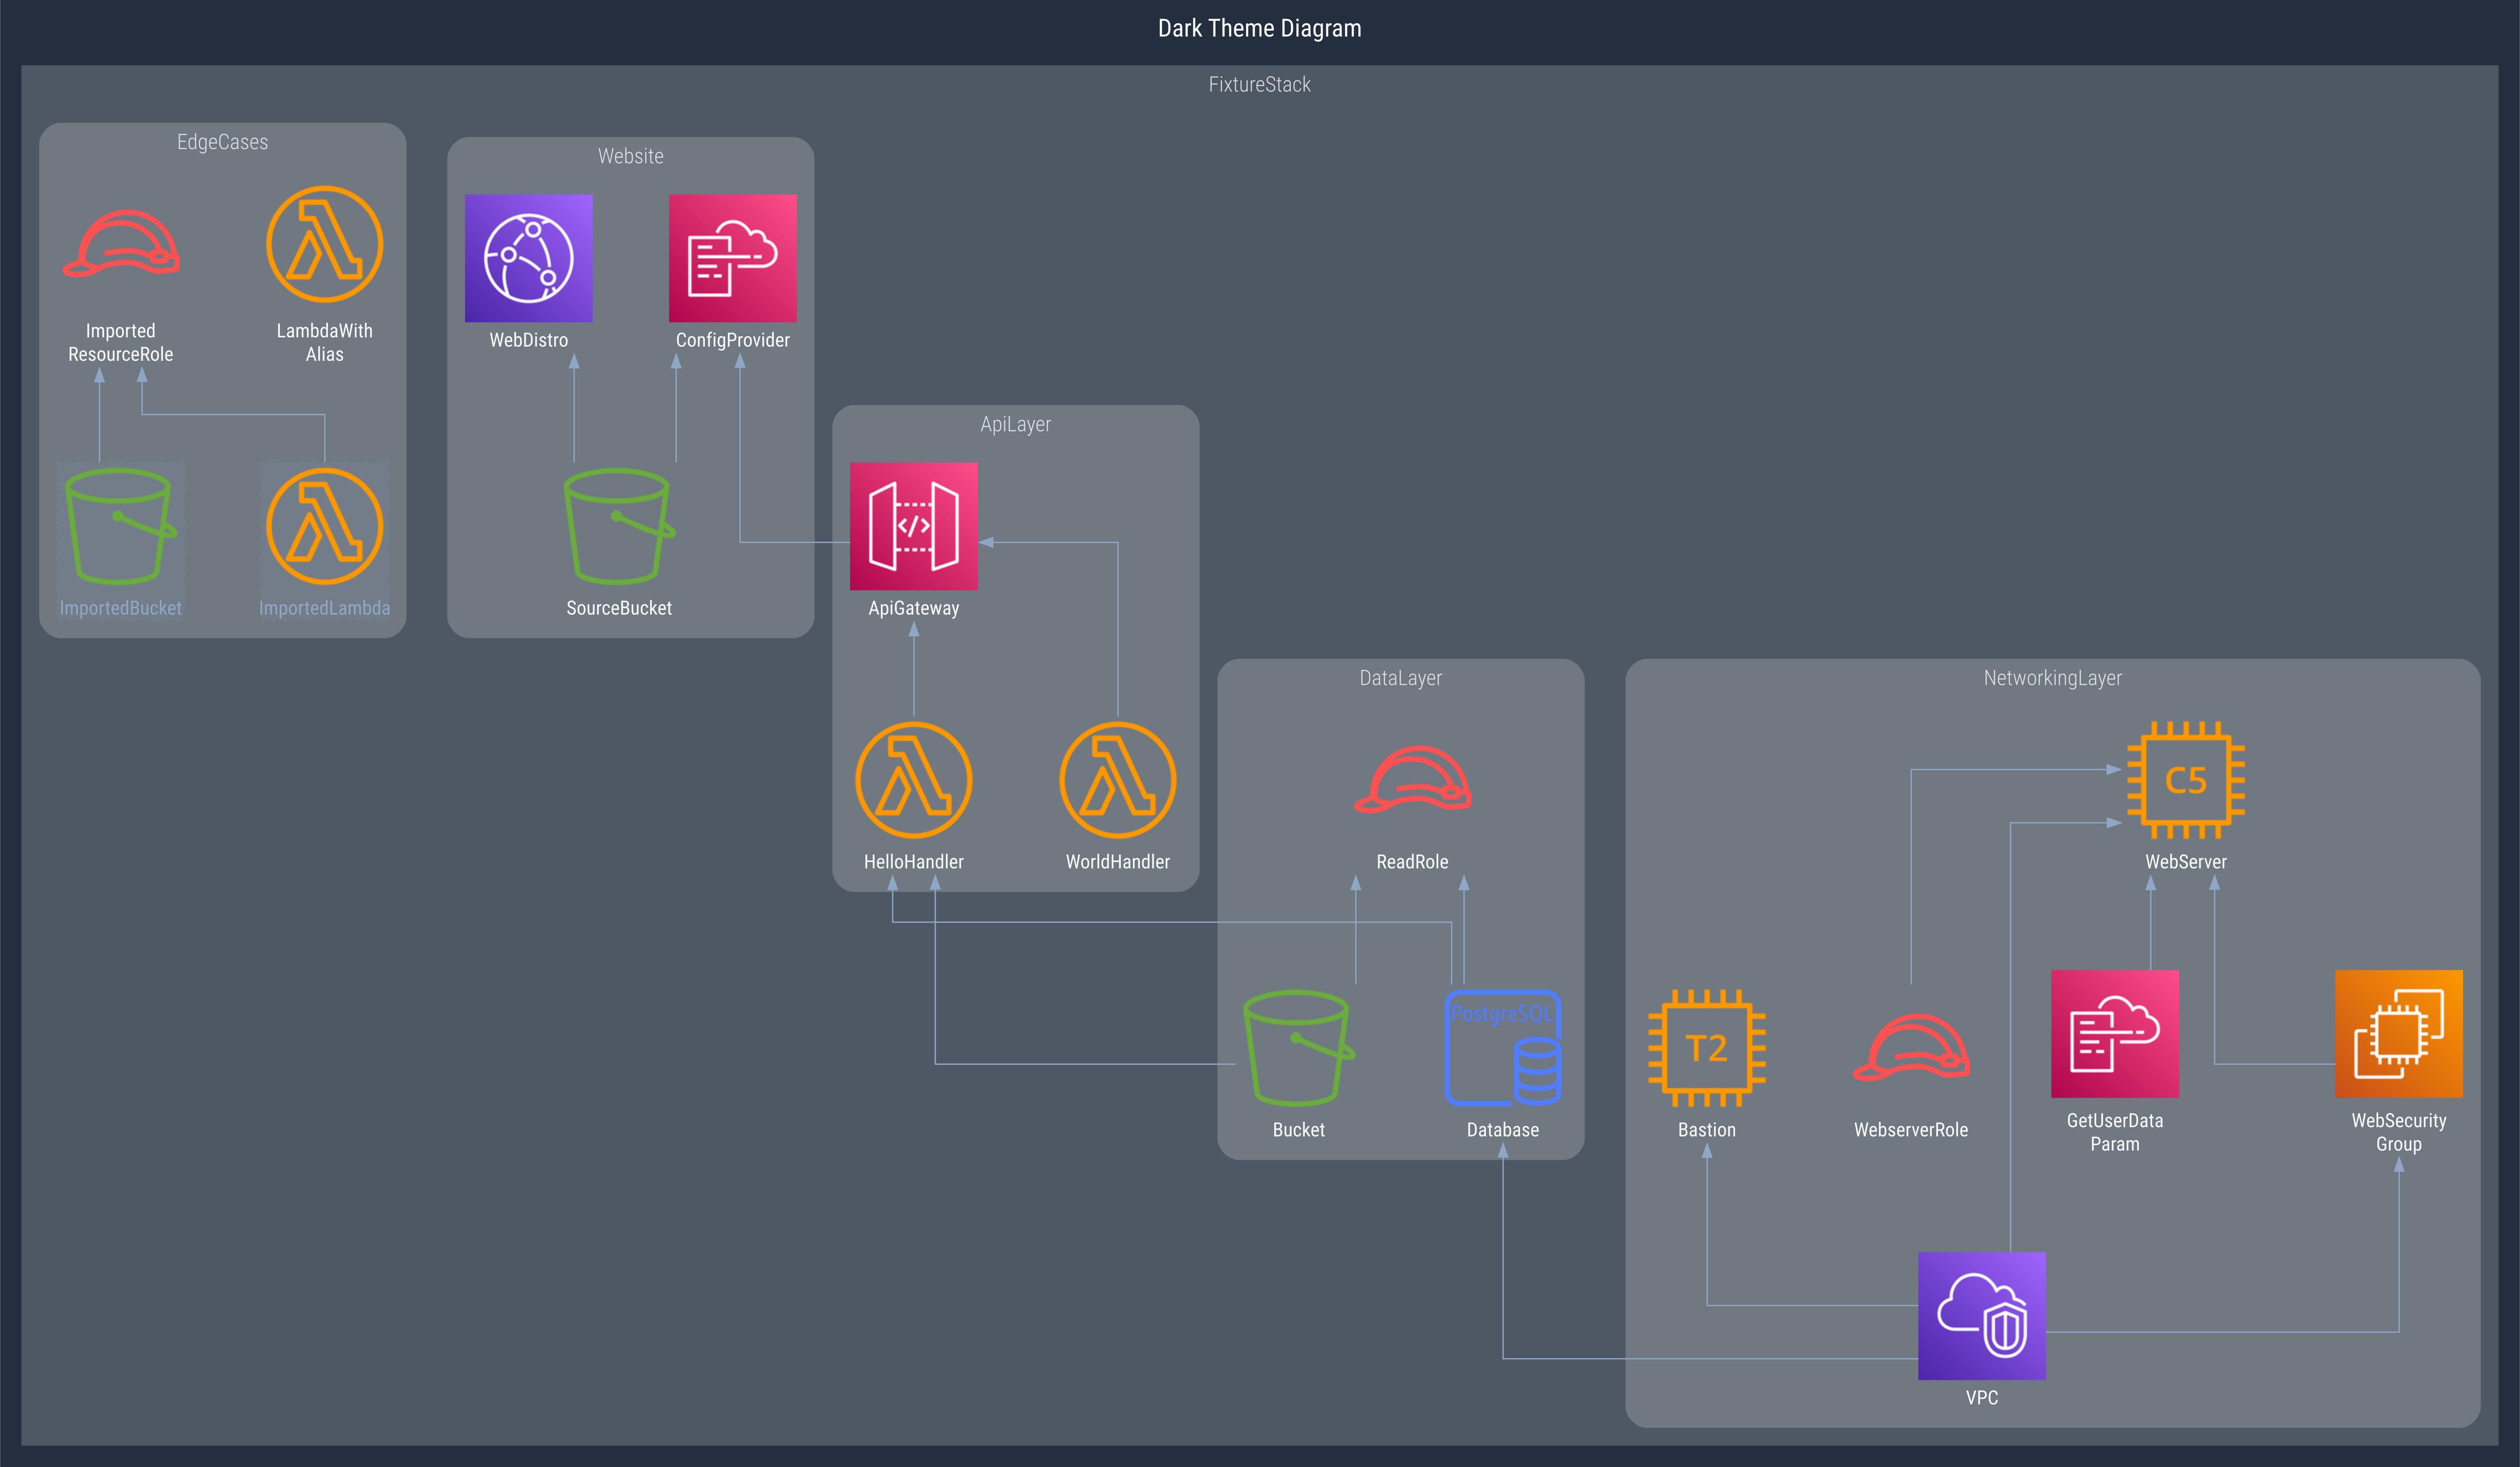 Dark Theme Diagram
FixtureStack
EdgeCases
Imported
ResourceRole
LambdaWith
Alias
ImportedBucket
ImportedLambda
Website
WebDistro
ConfigProvider
SourceBucket
ApiLayer
</>
ApiGateway
HelloHandler
WorldHandler
DataLayer
ReadRole
Bucket
PostgreSQL
Database
NetworkingLayer
C5
WebServer
T2
Bastion
WebserverRole
GetUserData
Param
WebSecurity
Group
VPC